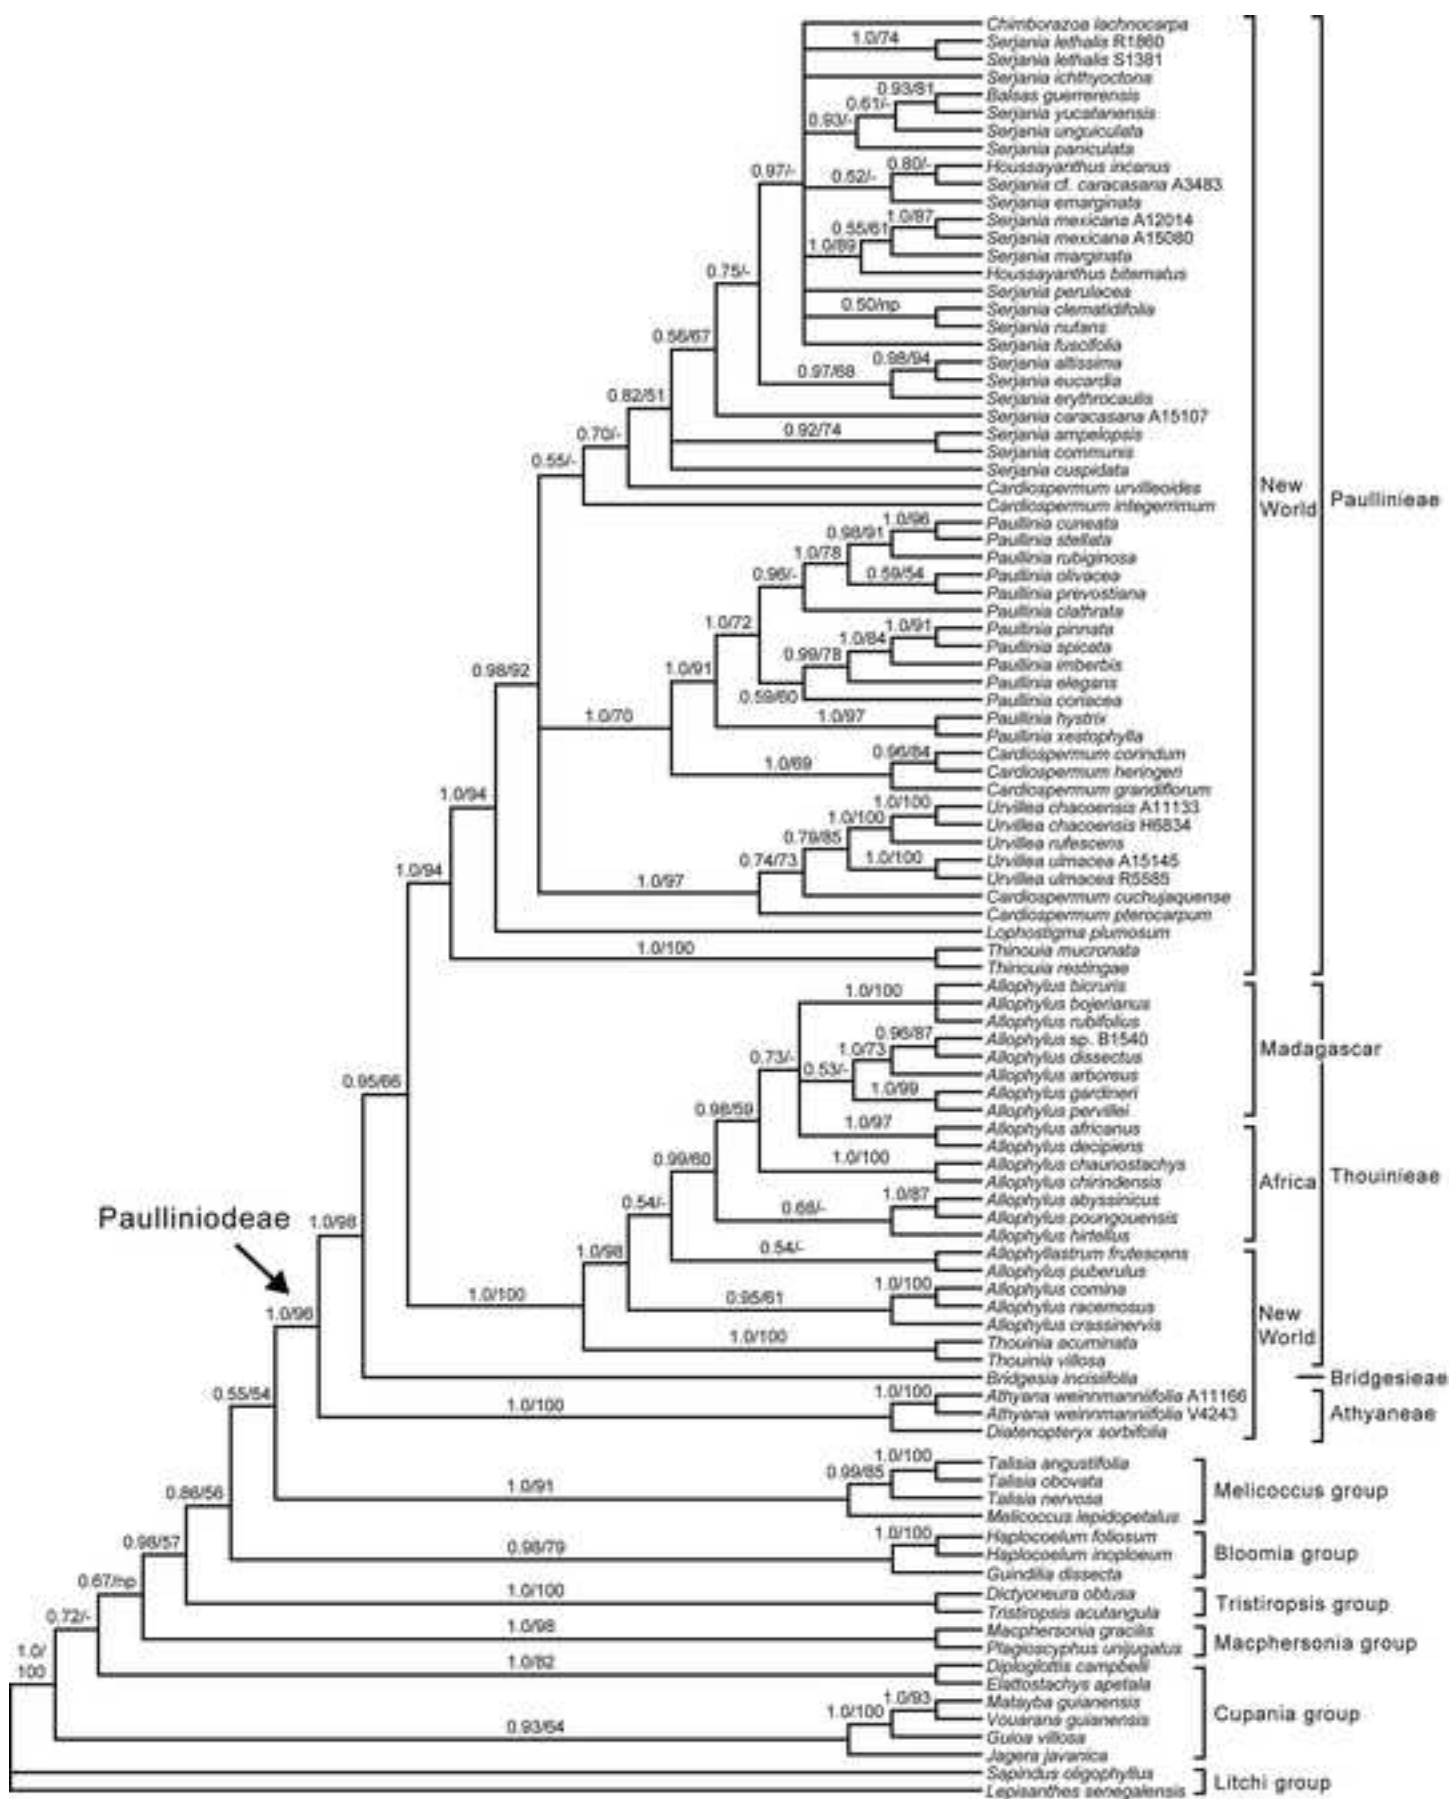 Chimborazoa lachnocarpa
1.0/74
Serjania lethalis R1860
Serjania lethalis S1381
Serjania ichthyoctona
0.93/81
Balsas guerrerensis
0.61/-
Serjania yucatanensis
0.93/-
Serjania unguiculata
Serjania paniculata
0.97/-
0.80/-
Houssayanthus incanus
0.52/-
Serjania cf. caracasana A3483
Serjania emarginata
1.0/87
Serjania mexicana A12014
0.55/61
Serjania mexicana A15080
1.0/89
Serjania marginata
0.75/-
Houssayanthus biternatus
Serjania perulacea
0.50/np
Serjania clematidifolia
Serjania nutans
0.56/67
Serjania fuscifolia
0.98/94
Serjania altissima
0.97/68
Serjania eucardia
Serjania erythrocaulis
0.82/51
Serjania caracasana A15107
0.92/74
Serjania ampelopsis
0.70/-
Serjania communis
0.55/-
Serjania cuspidata
Cardiospermum urvilleoides
New
World
Paullinieae
Cardiospermum integerrimum
1.0/96
Paullinia cuneata
0.98/91
Paullinia stellata
1.0/78
Paullinia rubiginosa
0.96/-
0.59/54
Paullinia olivacea
Paullinia prevostiana
Paullinia clathrata
1.0/72
1.0/91
Paullinia pinnata
1.0/84
Paullinia spicata
0.99/78
Paullinia imberbis
0.98/92
1.0/91
Paullinia elegans
0.59/60
Paullinia coriacea
1.0/70
1.0/97
Paullinia hystrix
Paullinia xestophylla
0.96/84
Cardiospermum corindum
1.0/69
Cardiospermum heringeri
Cardiospermum grandiflorum
1.0/94
1.0/100
Urvillea chacoensis A11133
1.0/100
Urvillea chacoensis H6834
0.79/85
Urvillea rufescens
0.74/73
1.0/100
Urvillea ulmacea A15145
1.0/94
1.0/97
Urvillea ulmacea R5585
Cardiospermum cuchujaquense
Cardiospermum pterocarpum
Lophostigma plumosum
1.0/100
Thinouia mucronata
Thinouia restingae
1.0/100
Allophylus bicruris
Allophylus bojerianus
Allophylus rubifolius
0.96/87
Allophylus sp. B1540
1.0/73
Allophylus dissectus
Madagascar
0.73/-
0.53/-
Allophylus arboreus
0.95/66
1.0/99
Allophylus gardineri
0.98/59
Allophylus pervillei
1.0/97
Allophylus africanus
Allophylus decipiens
0.99/60
1.0/100
Allophylus chaunostachys
Thouinieae
Allophylus chirindensis
Africa
0.54/-
1.0/87
Allophylus abyssinicus
0.68/-
Allophylus poungouensis
Paulliniodeae
1.0/98
Allophylus hirtellus
1.0/98
0.54/-
Allophyllastrum frutescens
Allophylus puberulus
1.0/100
1.0/100
Allophylus comina
0.95/61
Allophylus racemosus
1.0/96
Allophylus crassinervis
New
World
1.0/100
Thouinia acuminata
Thouinia villosa
Bridgesia incisifolia
Bridgesieae
0.55/54
1.0/100
Athyana weinmanniifolia A11166
1.0/100
Athyana weinmanniifolia V4243
Athyaneae
Diatenopteryx sorbifolia
1.0/100
Talisia angustifolia
0.99/85
Talisia obovata
0.86/56
1.0/91
Talisia nervosa
Melicoccus group
Melicoccus lepidopetalus
0.98/57
1.0/100
Haplocoelum foliosum
0.98/79
Haplocoelum inoploeum
Bloomia group
Guindilia dissecta
0.67/np
1.0/100
Dictyoneura obtusa
Tristiropsis group
Tristiropsis acutangula
0.72/-
1.0/98
Macphersonia gracilis
Macphersonia group
Plagioscyphus unijugatus
1.0/
100
1.0/82
Diploglottis campbelli
Elattostachys apetala
1.0/93
Matayba guianensis
1.0/100
Vouarana guianensis
Cupania group
0.93/64
Guioa villosa
Jagera javanica
Sapindus oligophyllus
Litchi group
Lepisanthes senegalensis